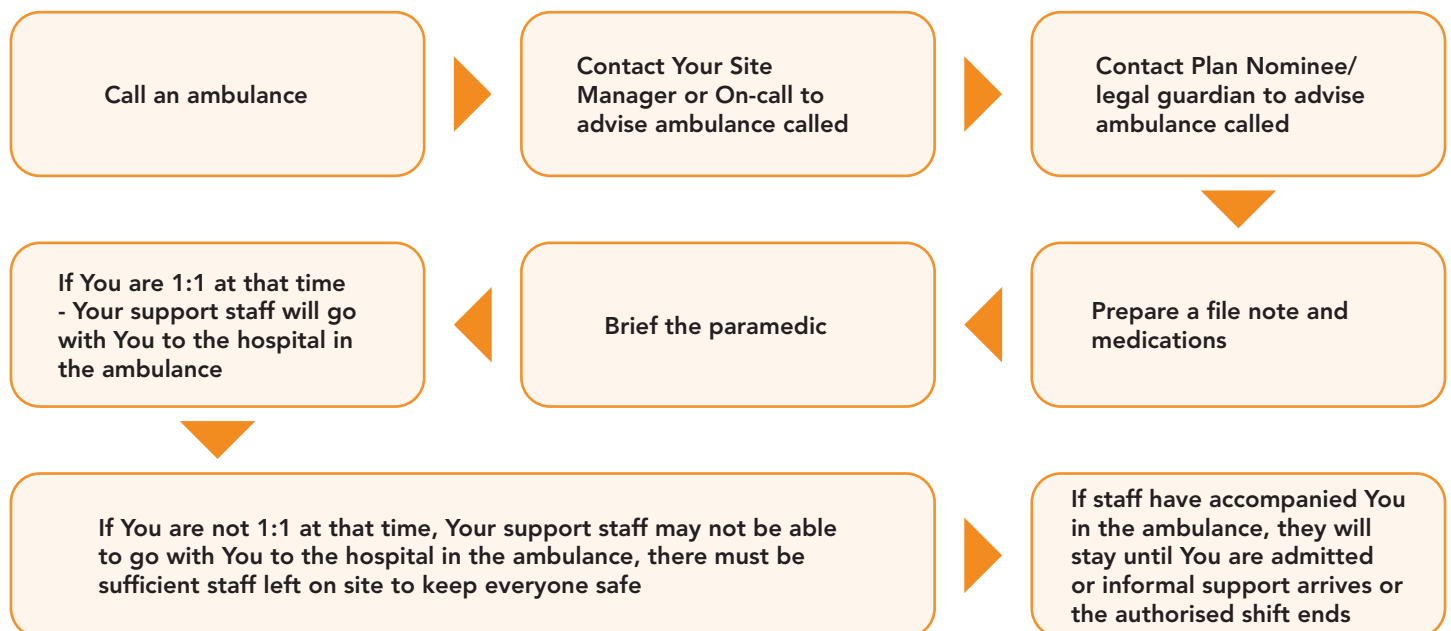 Call an ambulance
Contact Your Site
Manager or On-call to
advise ambulance called
Contact Plan Nominee/
legal guardian to advise
ambulance called
Prepare a file note and
medications
Brief the paramedic
If You are 1:1 at that time
- Your support staff will go
with You to the hospital in
the ambulance
If You are not 1:1 at that time, Your support staff may not be able
to go with You to the hospital in the ambulance, there must be
sufficient staff left on site to keep everyone safe
If staff have accompanied You
in the ambulance, they will
stay until You are admitted
or informal support arrives or
the authorised shift ends